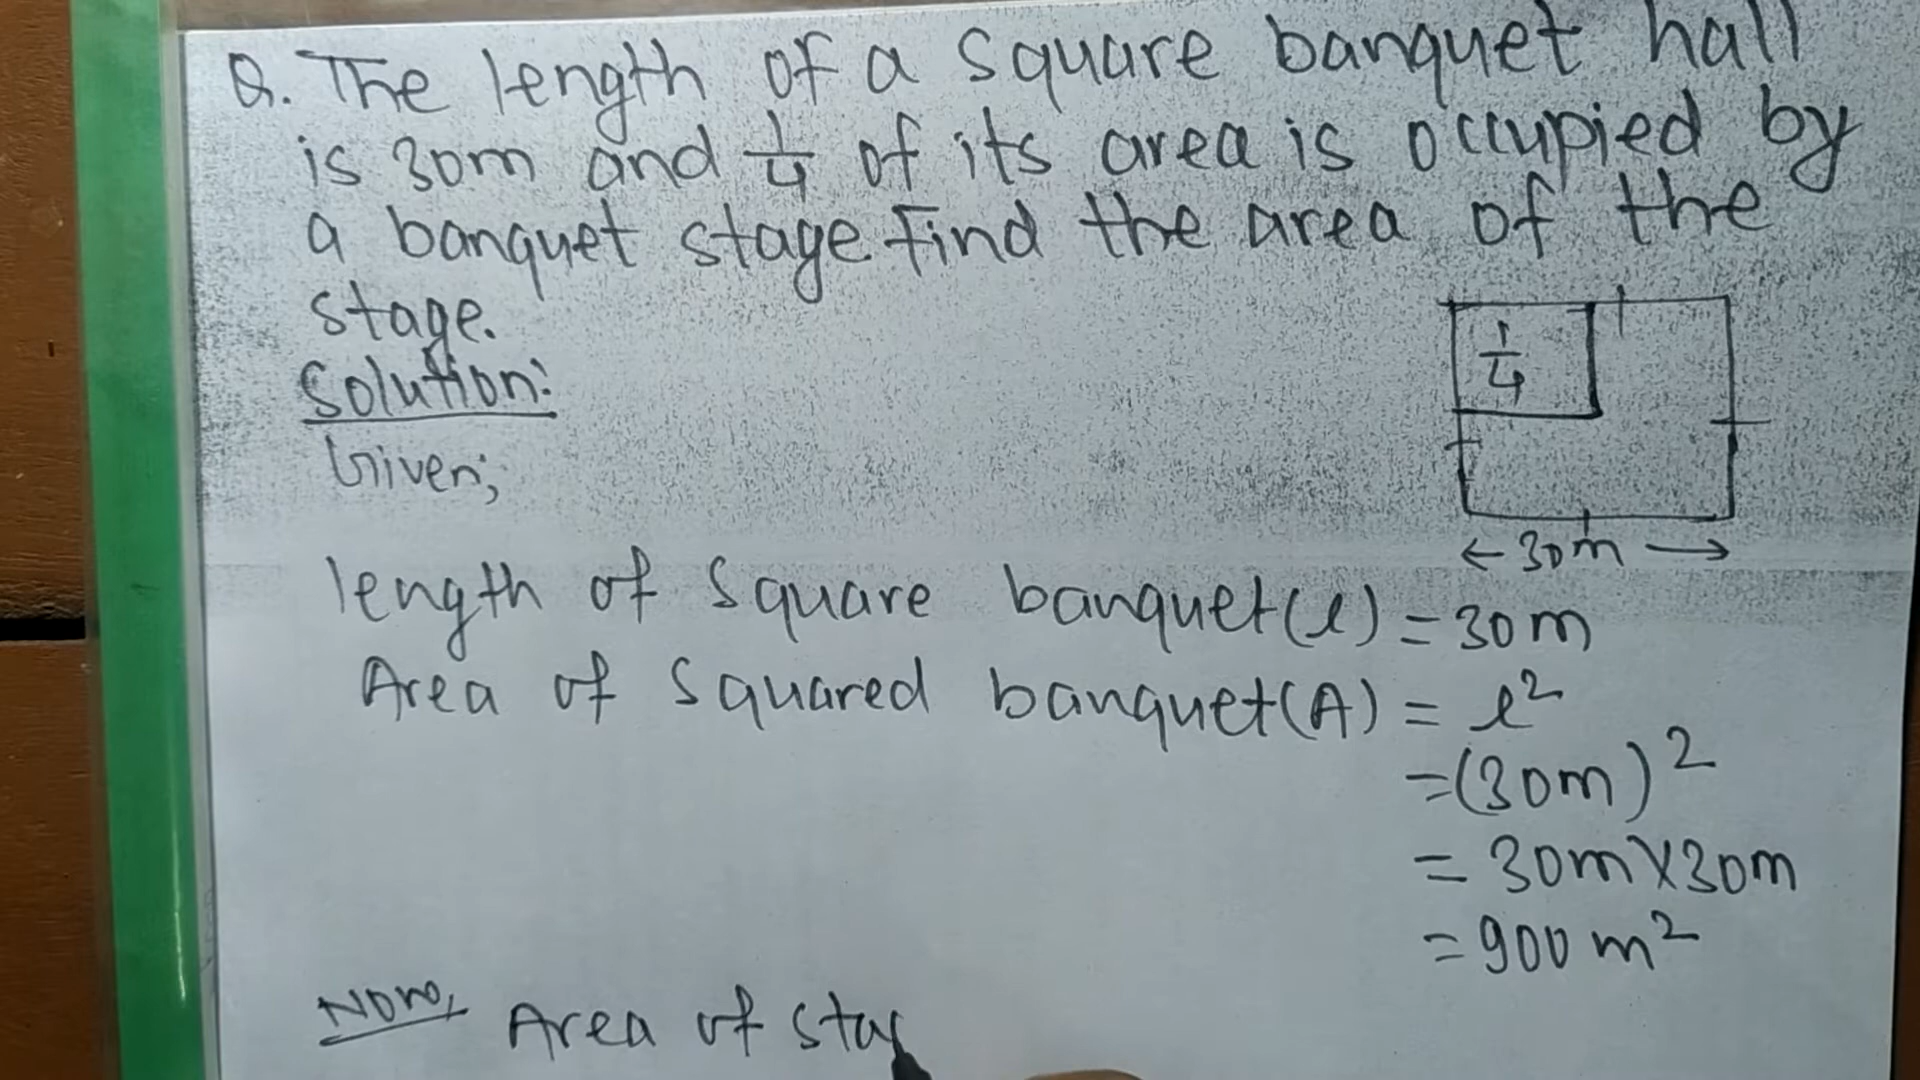 Q. The length of a square banquet hall
is 30m and 1/4 of its area is occupied by
a banquet stage. Find the area of the
stage.
Solution:
Given;
1/4
← 30m →
length of square banquet(l) = 30m
Area of squared banquet(A) = l²
=(30m)²
= 30m×30m
= 900 m²
Now, Area of stag